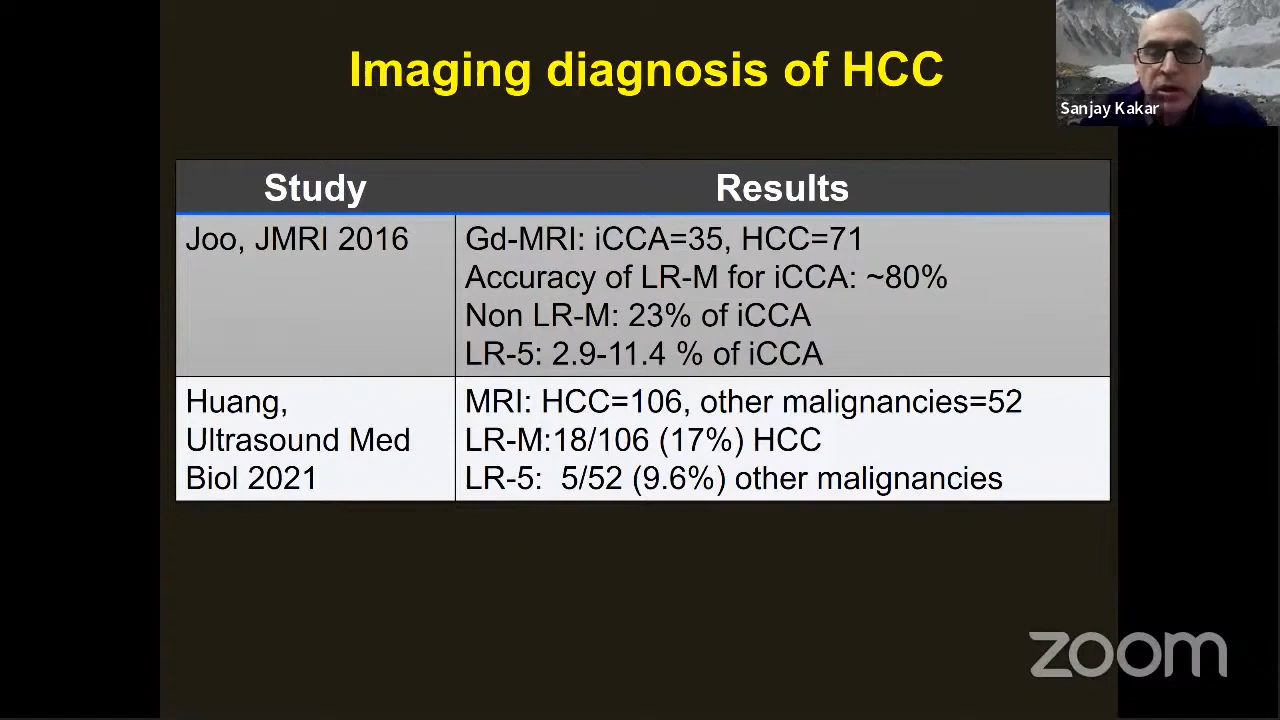 Imaging diagnosis of HCC
Sanjay Kakar
Study
Results
Joo, JMRI 2016
Gd-MRI: iCCA=35, HCC=71
Accuracy of LR-M for iCCA: ~80%
Non LR-M: 23% of iCCA
LR-5: 2.9-11.4 % of iCCA
Huang,
Ultrasound Med
Biol 2021
MRI: HCC=106, other malignancies=52
LR-M:18/106 (17%) HCC
LR-5:  5/52 (9.6%) other malignancies
zoom